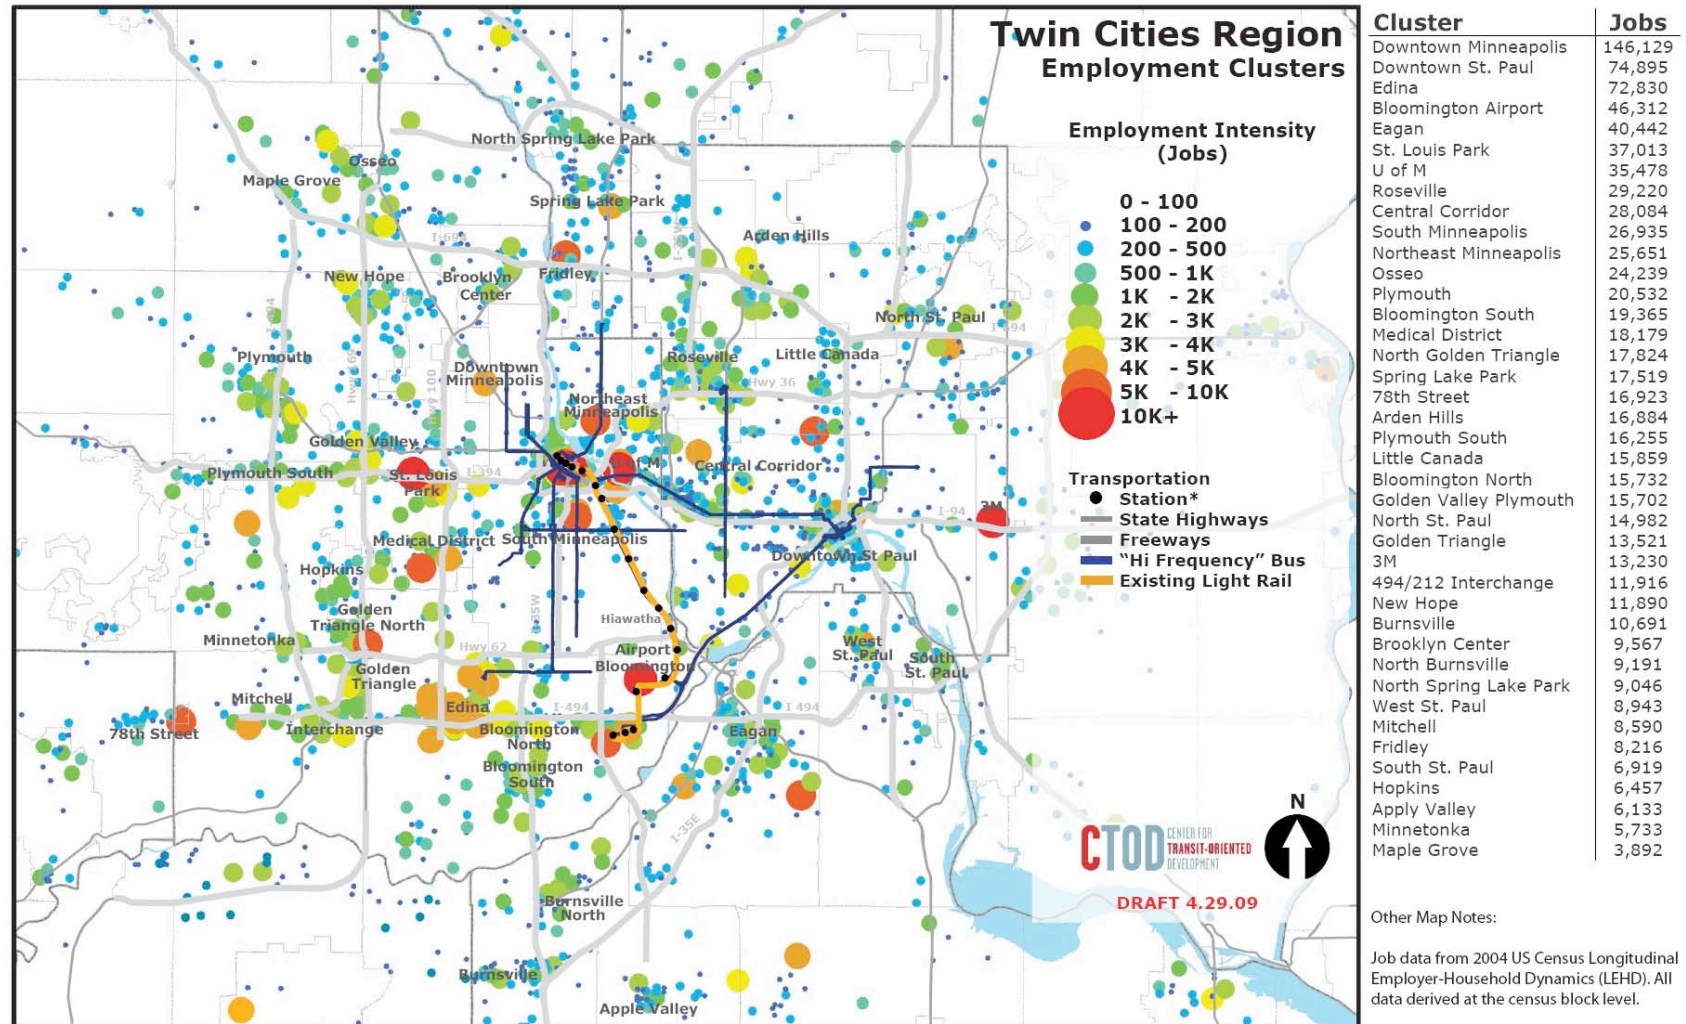 Twin Cities Region
Employment Clusters
Employment Intensity
(Jobs)
0 - 100
100 - 200
200 - 500
500 - 1K
1K - 2K
2K - 3K
3K - 4K
4K - 5K
5K - 10K
10K+
Transportation
Station*
State Highways
Freeways
“Hi Frequency” Bus
Existing Light Rail
North Spring Lake Park
Osseo
Maple Grove
Spring Lake Park
I-694
Arden Hills
New Hope
Brooklyn
Center
Fridley
North St. Paul
I-694
Plymouth
Downtown
Minneapolis
Roseville
Little Canada
Hwy 36
Hwy 100
Northeast
Minneapolis
Golden Valley
Plymouth South
St. Louis
Park
I-394
U of M
Central Corridor
I-94
3M
Medical District
South Minneapolis
Downtown St Paul
Hopkins
Golden
Triangle North
I-35W
Hiawatha
Minnetonka
Hwy 62
Airport
Bloomington
West
St. Paul
South
St. Paul
Golden
Triangle
Mitchell
Edina
78th Street
Interchange
I-494
I 494
Bloomington
North
Eagan
Bloomington
South
I-35E
Burnsville
North
Burnsville
Apple Valley
N
CTOD
CENTER FOR
TRANSIT-ORIENTED
DEVELOPMENT
DRAFT 4.29.09
Cluster Jobs
Downtown Minneapolis 146,129
Downtown St. Paul 74,895
Edina 72,830
Bloomington Airport 46,312
Eagan 40,442
St. Louis Park 37,013
U of M 35,478
Roseville 29,220
Central Corridor 28,084
South Minneapolis 26,935
Northeast Minneapolis 25,651
Osseo 24,239
Plymouth 20,532
Bloomington South 19,365
Medical District 18,179
North Golden Triangle 17,824
Spring Lake Park 17,519
78th Street 16,923
Arden Hills 16,884
Plymouth South 16,255
Little Canada 15,859
Bloomington North 15,732
Golden Valley Plymouth 15,702
North St. Paul 14,982
Golden Triangle 13,521
3M 13,230
494/212 Interchange 11,916
New Hope 11,890
Burnsville 10,691
Brooklyn Center 9,567
North Burnsville 9,191
North Spring Lake Park 9,046
West St. Paul 8,943
Mitchell 8,590
Fridley 8,216
South St. Paul 6,919
Hopkins 6,457
Apply Valley 6,133
Minnetonka 5,733
Maple Grove 3,892
Other Map Notes:
Job data from 2004 US Census Longitudinal
Employer-Household Dynamics (LEHD). All
data derived at the census block level.